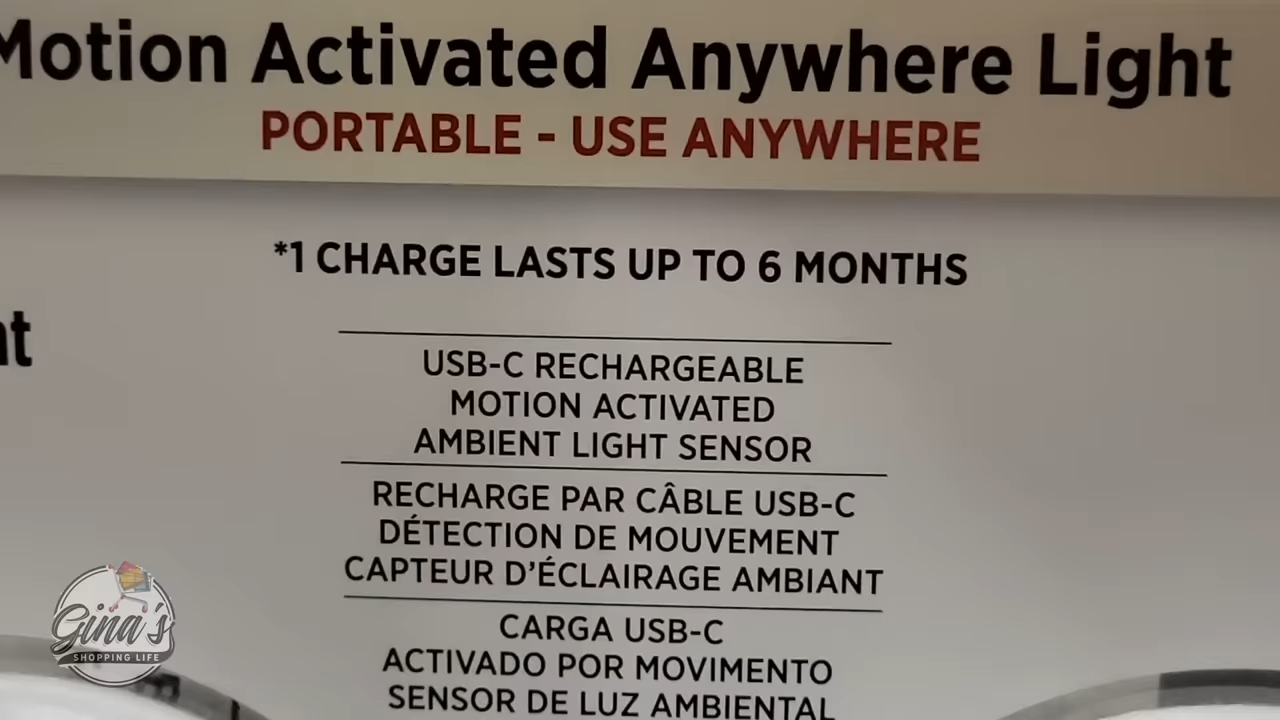 Motion Activated Anywhere Light
PORTABLE - USE ANYWHERE
*1 CHARGE LASTS UP TO 6 MONTHS
USB-C RECHARGEABLE
MOTION ACTIVATED
AMBIENT LIGHT SENSOR
RECHARGE PAR CÂBLE USB-C
DÉTECTION DE MOUVEMENT
CAPTEUR D'ÉCLAIRAGE AMBIANT
CARGA USB-C
ACTIVADO POR MOVIMENTO
SENSOR DE LUZ AMBIENTAL
Gina's
SHOPPING LIFE